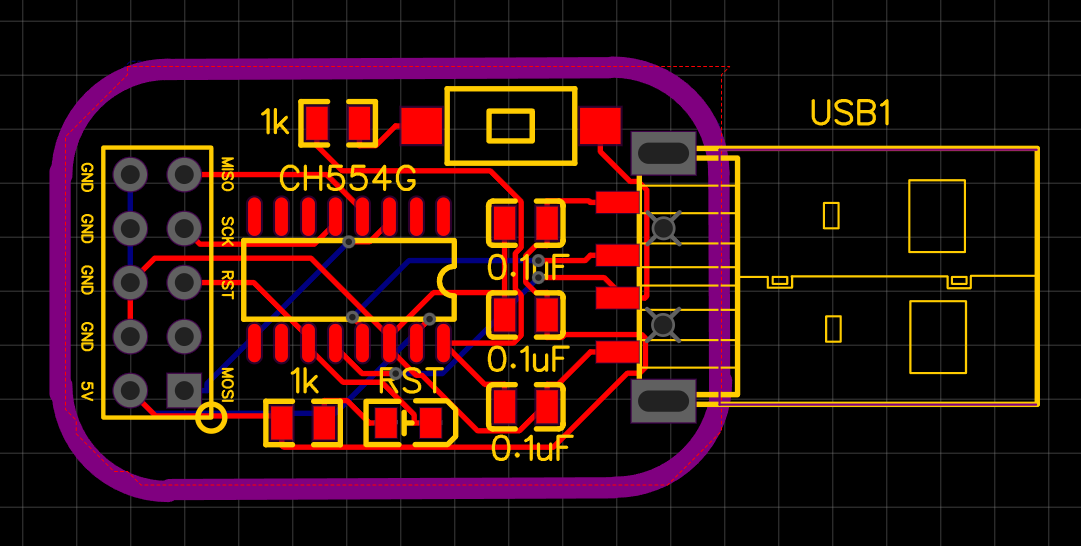 USB1
1k
CH554G
GND
MISO
GND
SCK
0.1uF
GND
RST
GND
0.1uF
1k
RST
5V
MOSI
0.1uF